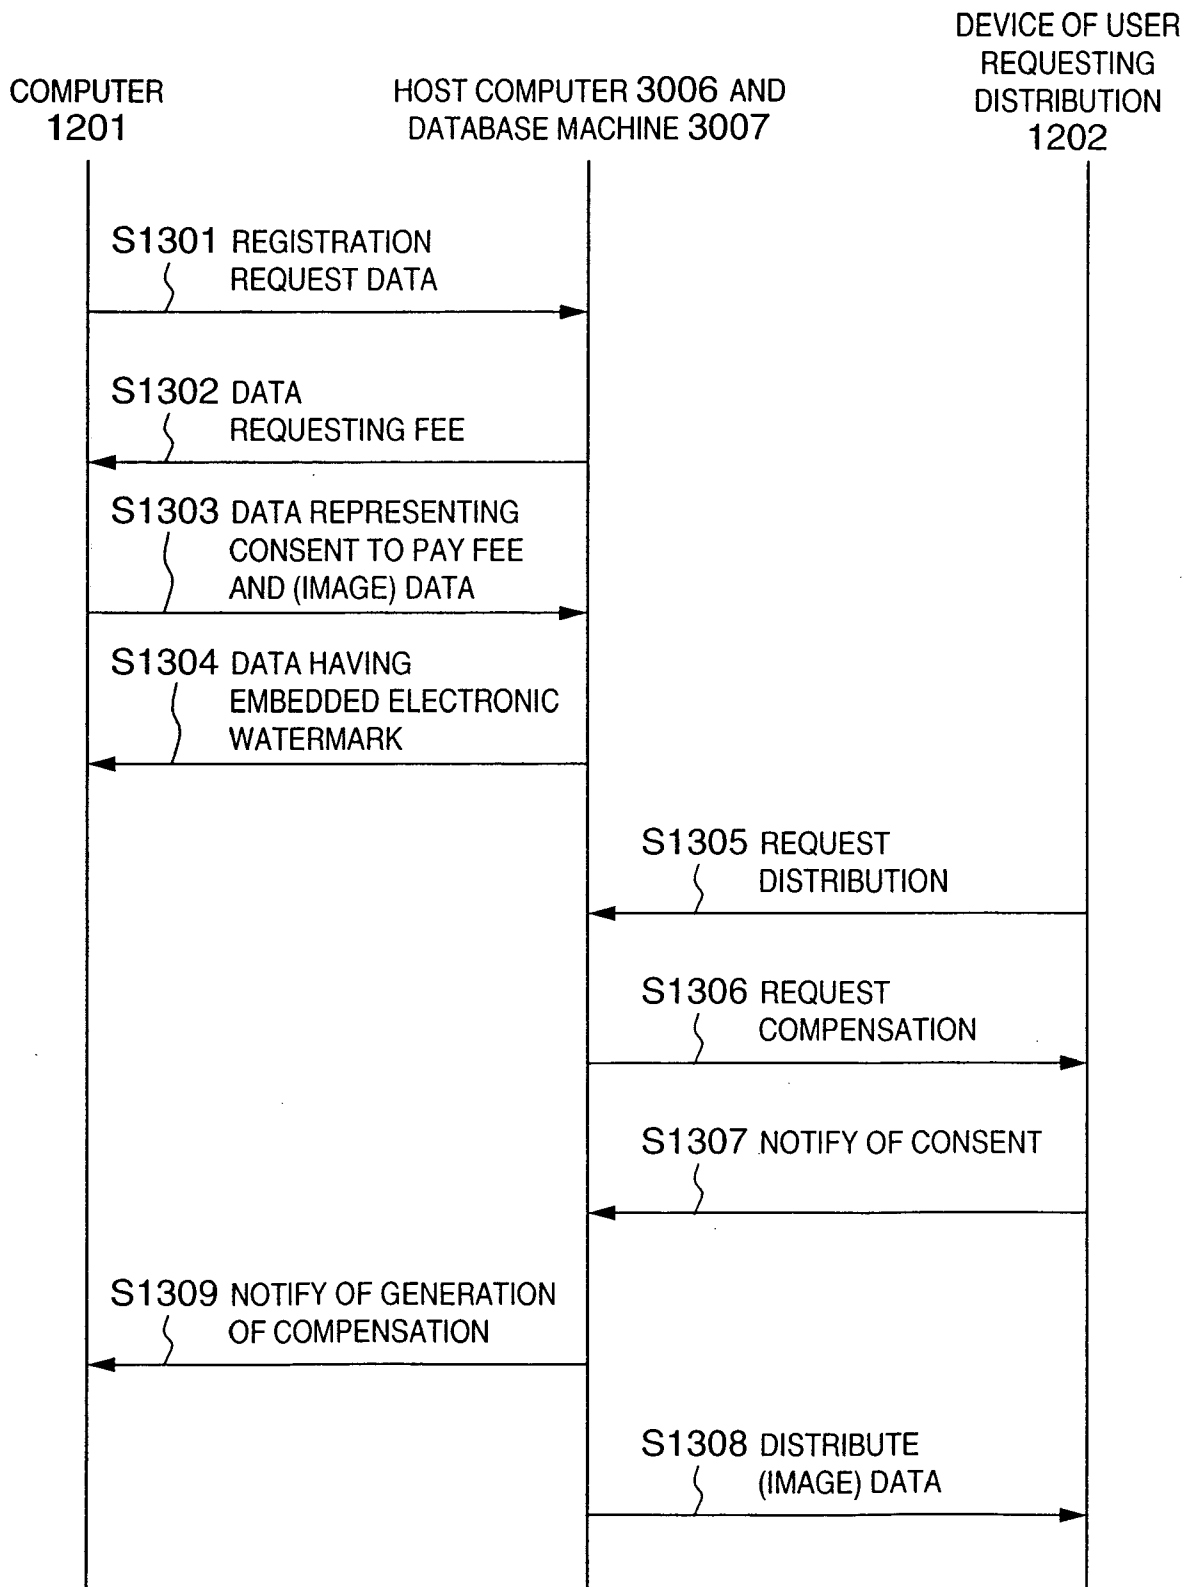 COMPUTER
1201
HOST COMPUTER 3006 AND
DATABASE MACHINE 3007
DEVICE OF USER
REQUESTING
DISTRIBUTION
1202
S1301 REGISTRATION
REQUEST DATA
S1302 DATA
REQUESTING FEE
S1303 DATA REPRESENTING
CONSENT TO PAY FEE
AND (IMAGE) DATA
S1304 DATA HAVING
EMBEDDED ELECTRONIC
WATERMARK
S1305 REQUEST
DISTRIBUTION
S1306 REQUEST
COMPENSATION
S1307 NOTIFY OF CONSENT
S1309 NOTIFY OF GENERATION
OF COMPENSATION
S1308 DISTRIBUTE
(IMAGE) DATA